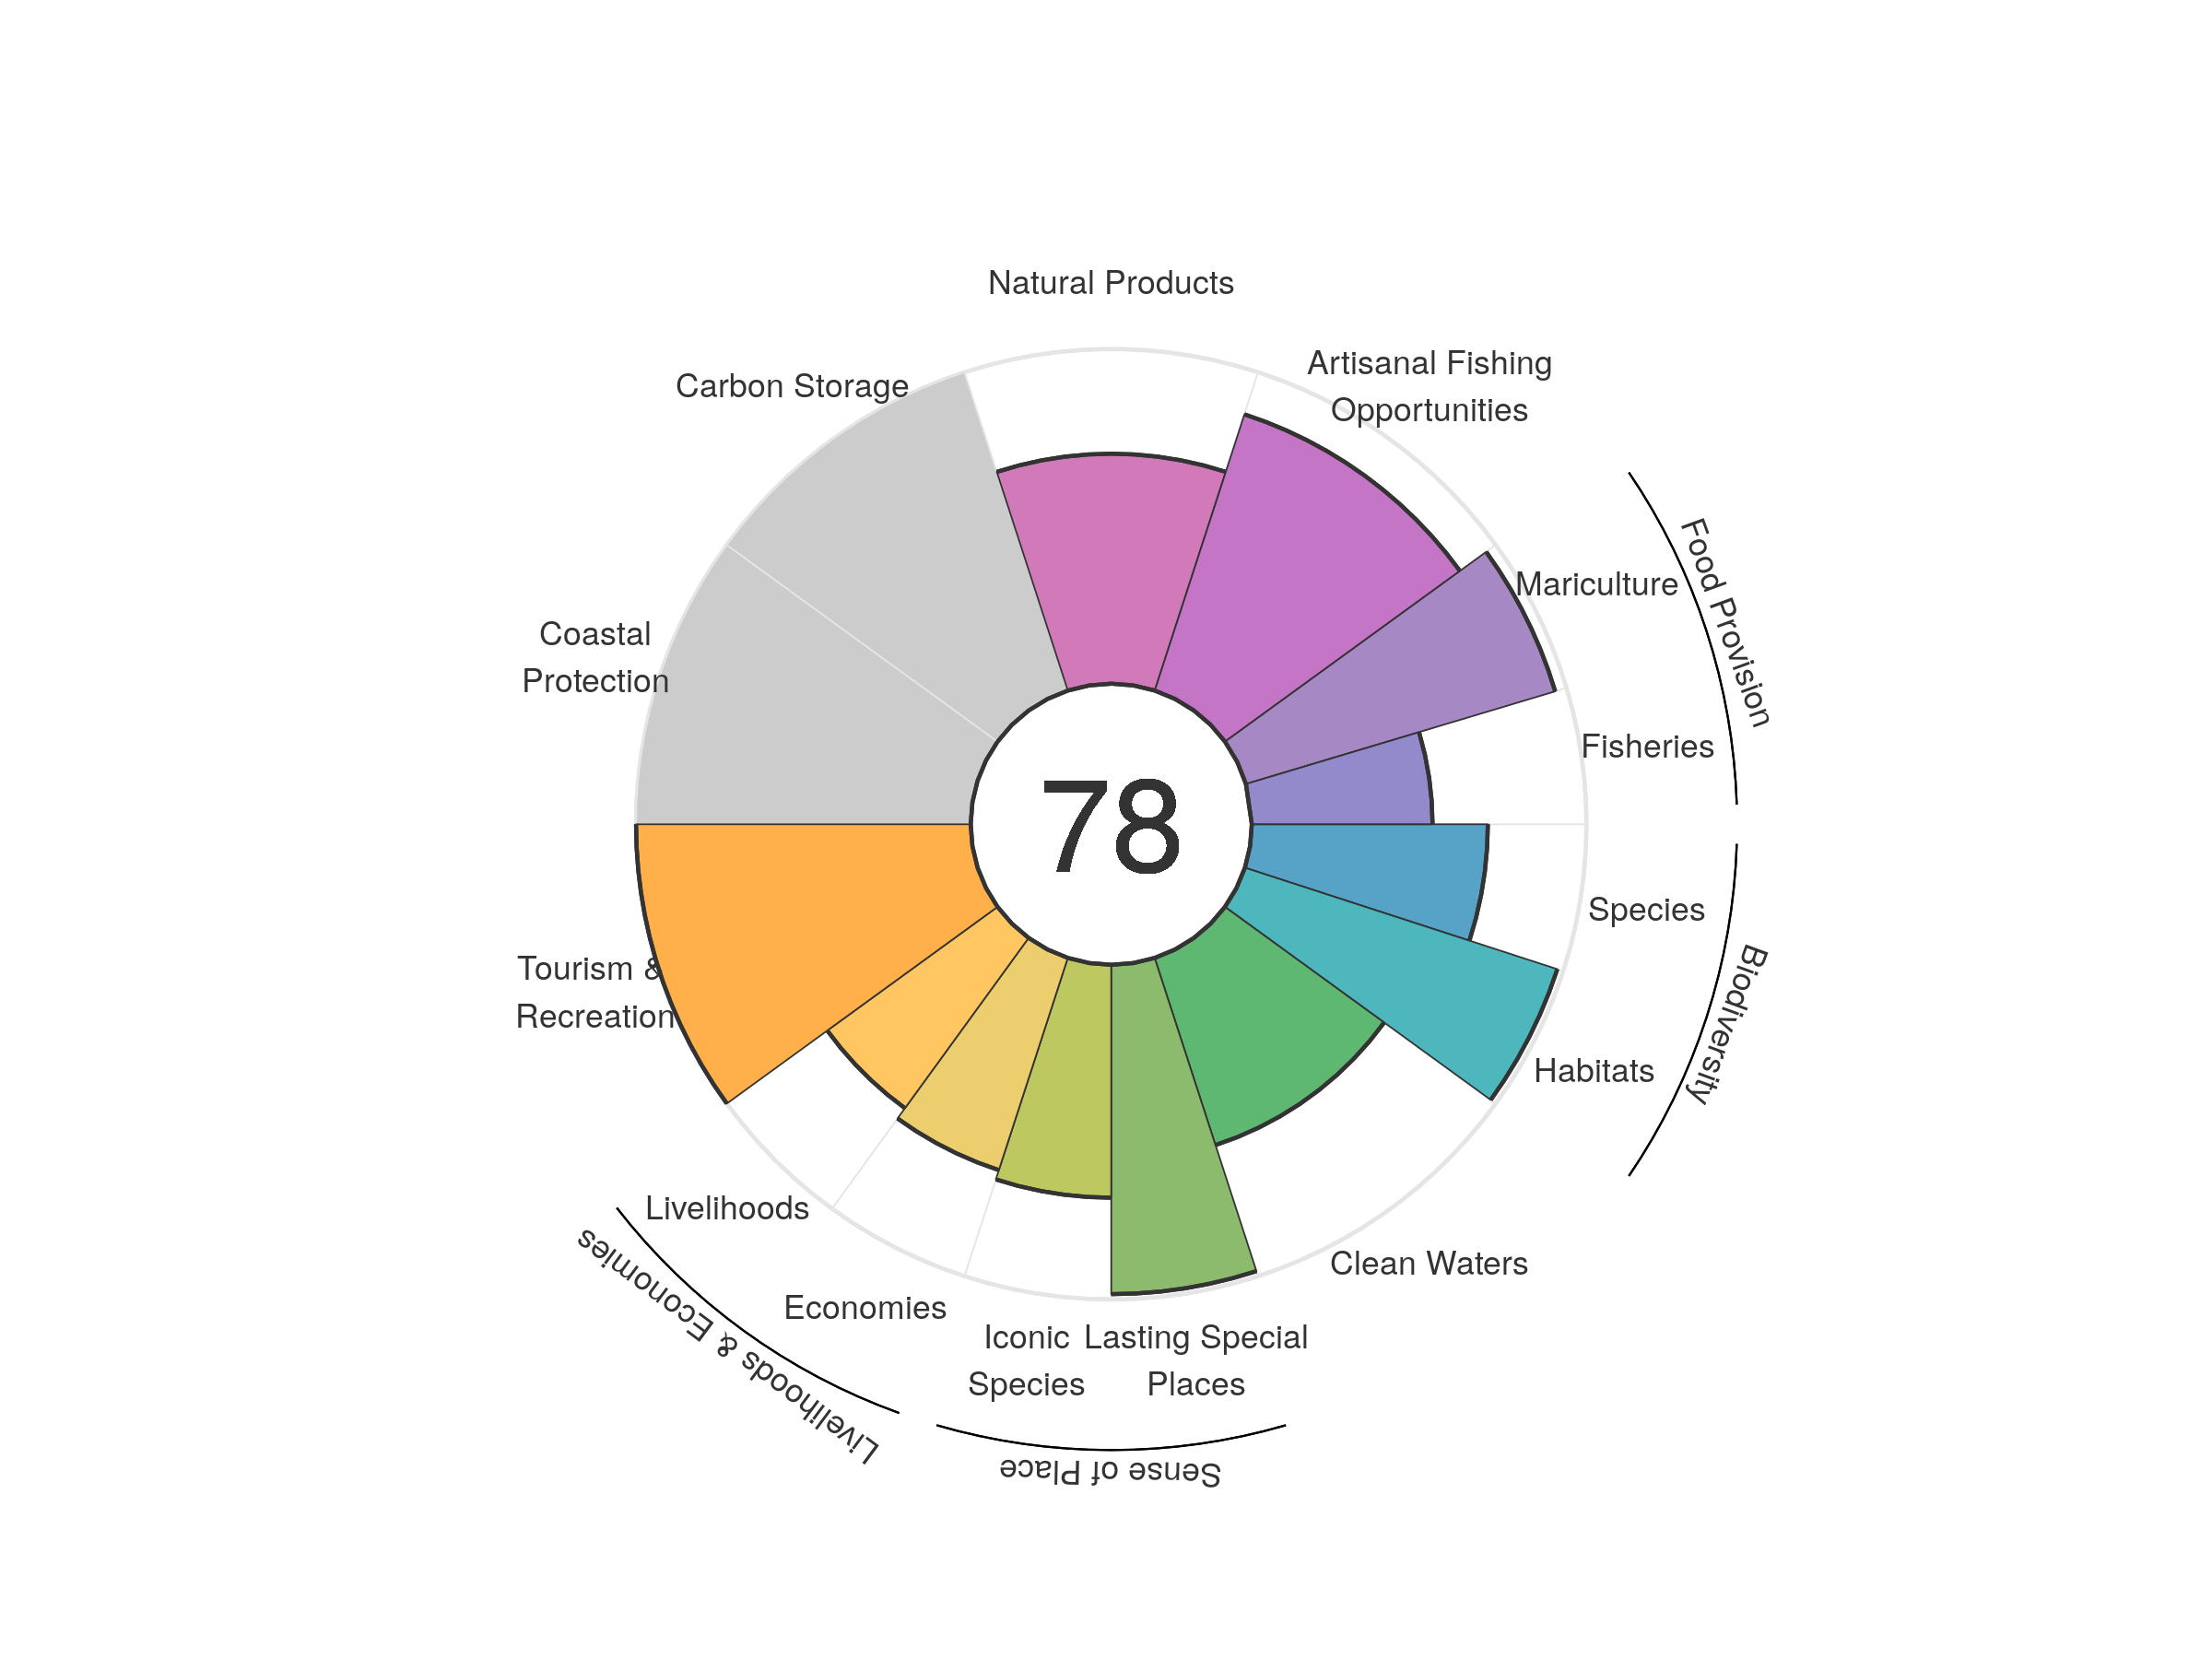 Natural Products
Artisanal Fishing
Opportunities
Carbon Storage
Mariculture
Food Provision
Coastal
Protection
Fisheries
78
Species
Biodiversity
Tourism &
Recreation
Habitats
Livelihoods
Clean Waters
Economies
Livelihoods & Economies
Iconic
Species
Lasting Special
Places
Sense of Place